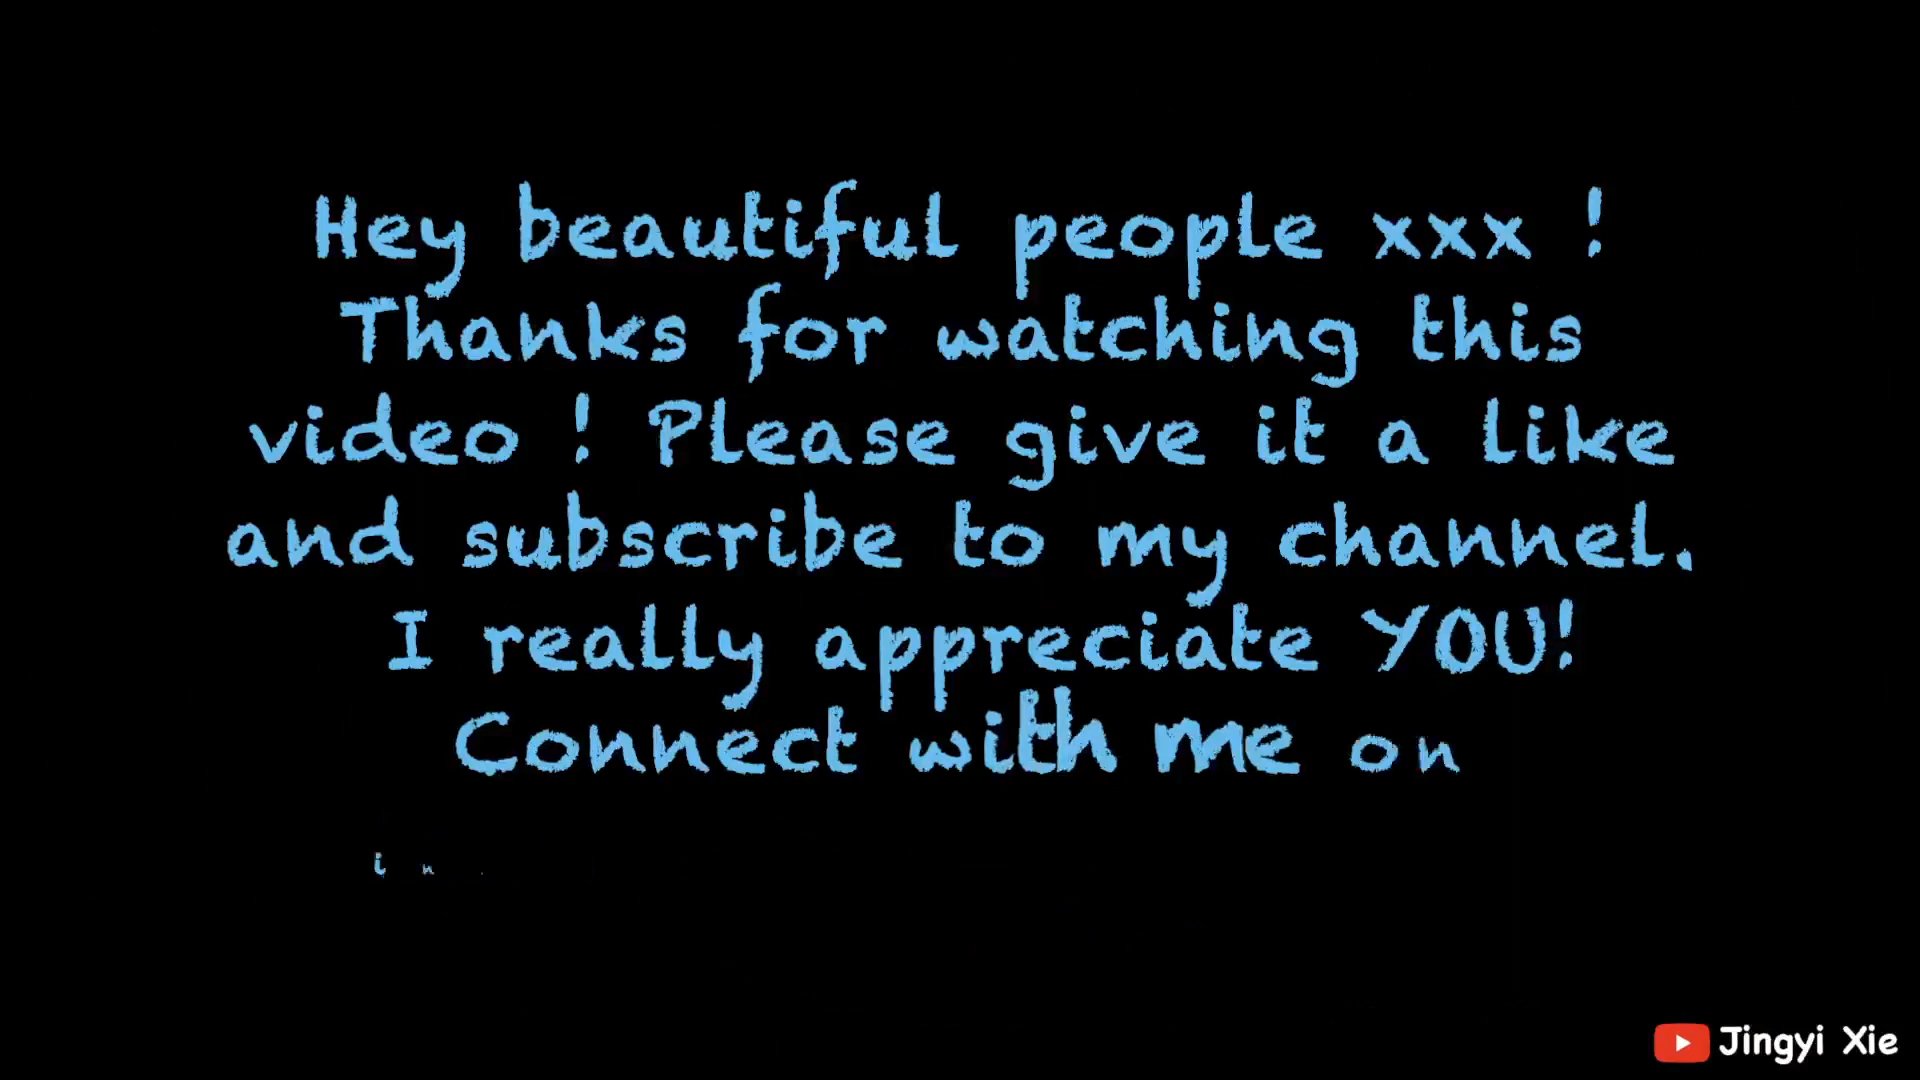 Hey beautiful people xxx !
Thanks for watching this
video ! Please give it a like
and subscribe to my channel.
I really appreciate YOU!
Connect with me on
in
Jingyi Xie